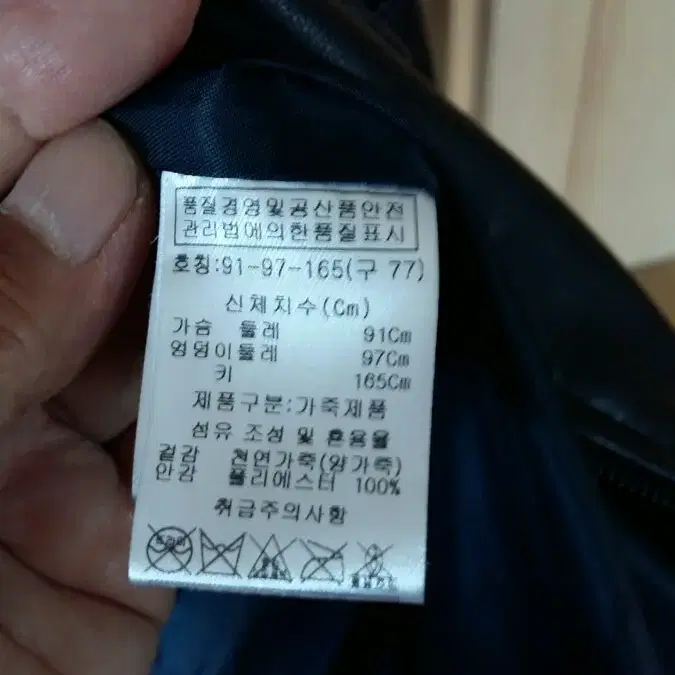 품질경영및공산품안전
관리법에의한품질표시
호칭:91-97-165(구 77)
신체치수(Cm)
가슴 둘레 91Cm
엉덩이둘레 97Cm
키 165Cm
제품구분:가죽제품
섬유 조성 및 혼용율
겉감 천연가죽(양가죽)
안감 폴리에스터 100%
취급주의사항
드라이